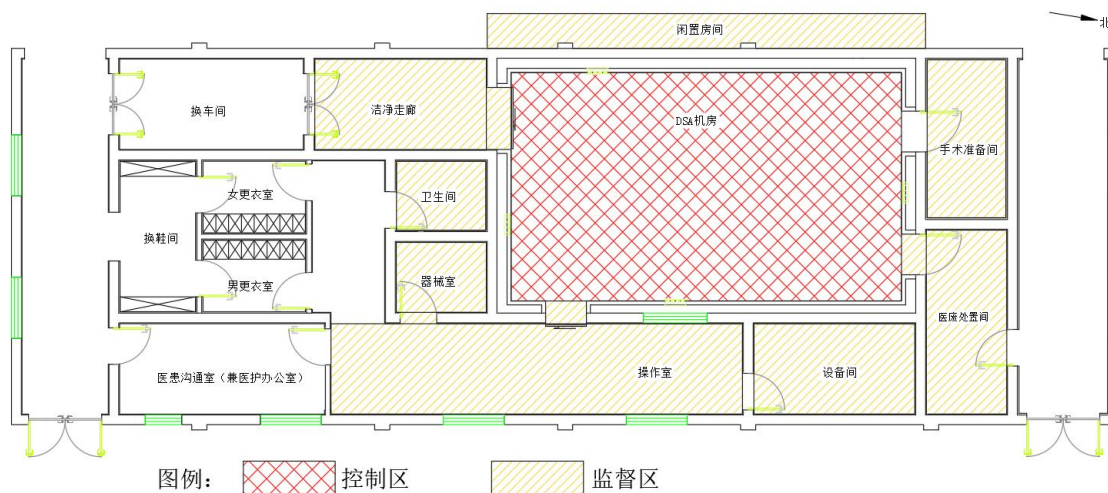 闲置房间
北
换车间
洁净走廊
DSA机房
手术准备间
女更衣室
卫生间
换鞋间
男更衣室
器械室
医废处置间
医患沟通室（兼医护办公室）
操作室
设备间
图例：
控制区
监督区